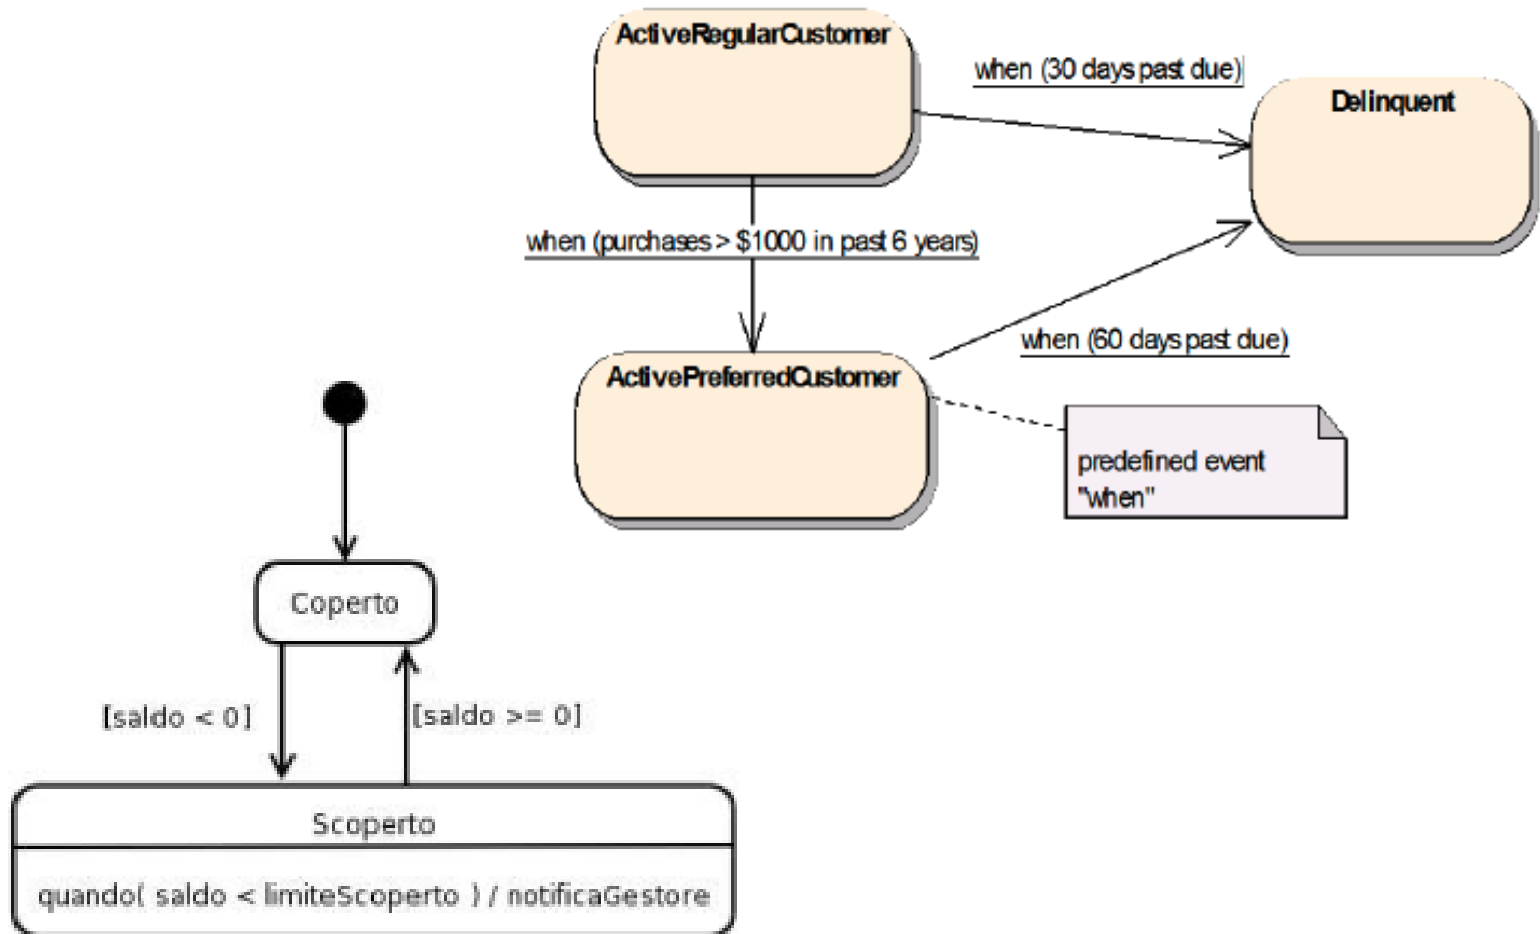 ActiveRegularCustomer
when (30 days past due)
Delinquent
when (purchases > $1000 in past 6 years)
when (60 days past due)
ActivePreferredCustomer
predefined event
"when"
Coperto
[saldo < 0]
[saldo >= 0]
Scoperto
quando( saldo < limiteScoperto ) / notificaGestore